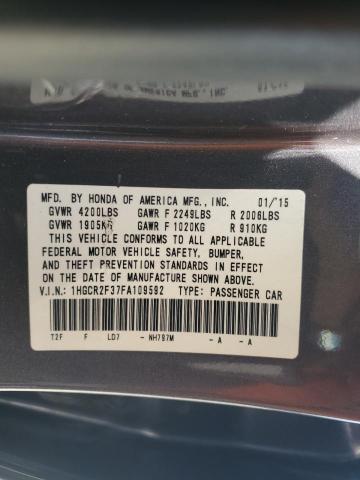 MFD. BY HONDA OF AMERICA MFG., INC. 01/'15
GVWR 4200LBS GAWR F 2249LBS R 2006LBS
GVWR 1905KG GAWR F 1020KG R 910KG
THIS VEHICLE CONFORMS TO ALL APPLICABLE
FEDERAL MOTOR VEHICLE SAFETY, BUMPER,
AND THEFT PREVENTION STANDARDS IN EFFECT
ON THE DATE OF MANUFACTURE SHOWN ABOVE.
V.I.N.: 1HGCR2F37FA109592 TYPE: PASSENGER CAR
T2F F LD7 - NH797M - A - A